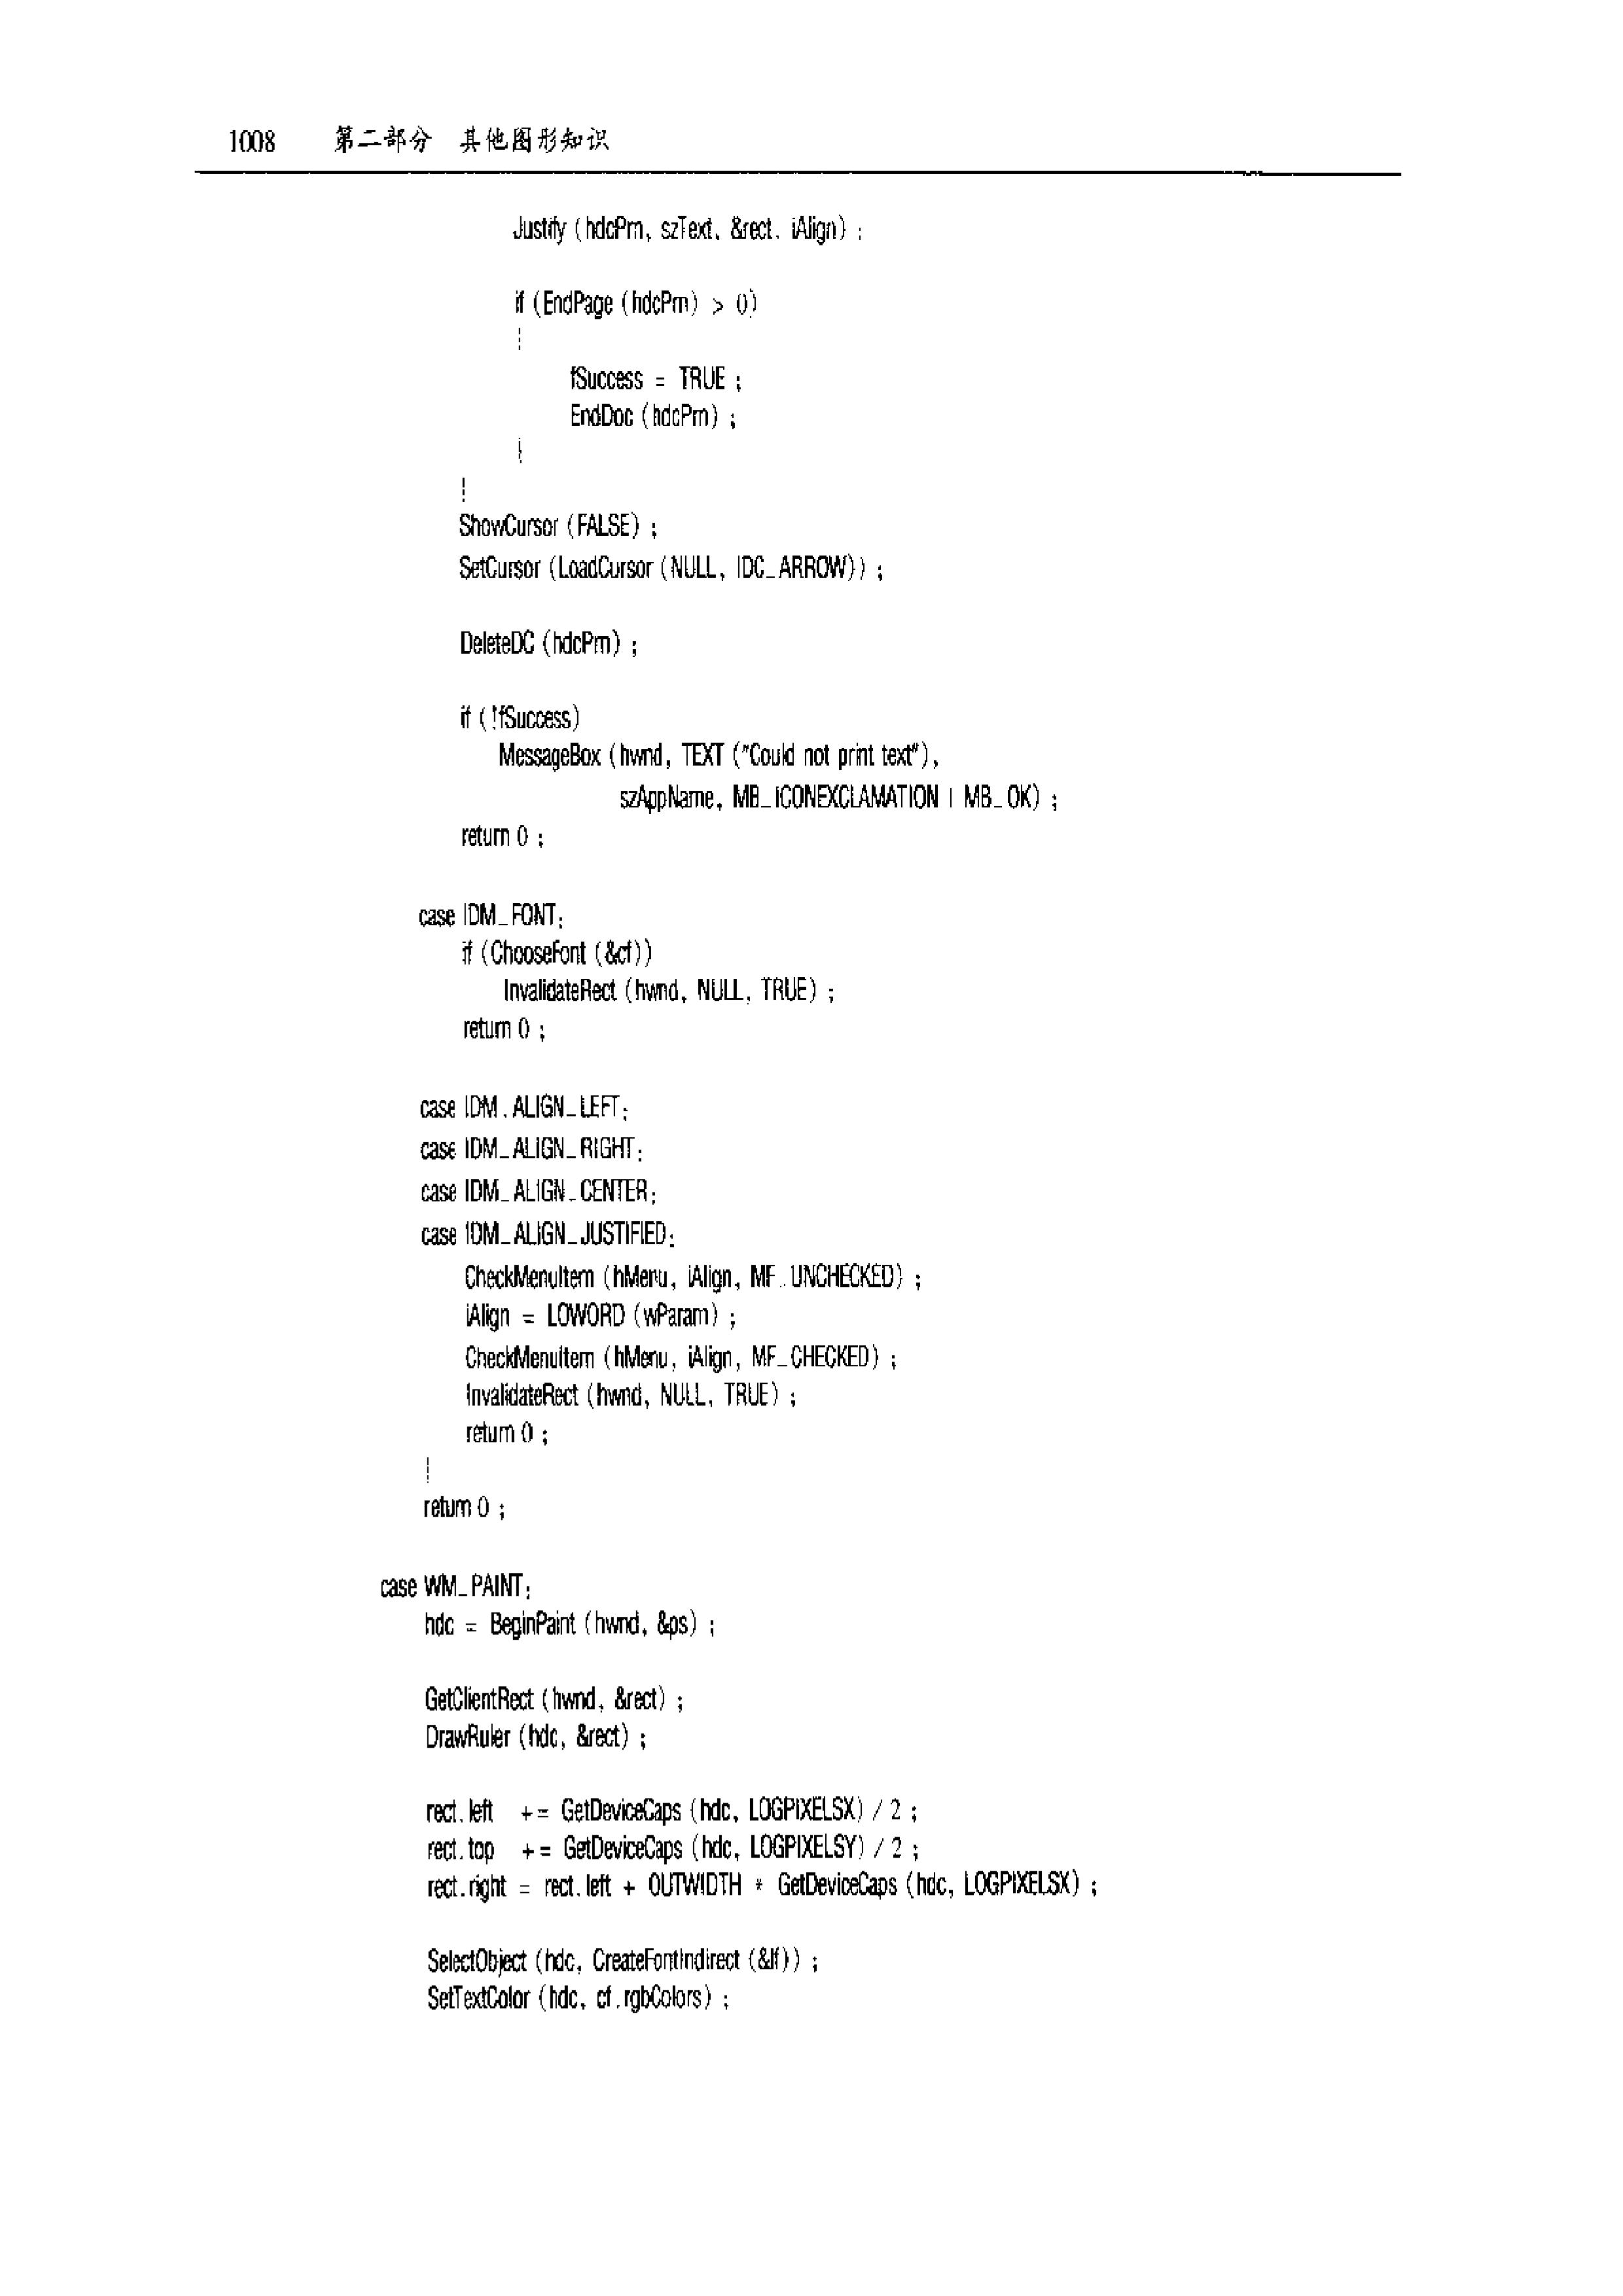 1008 第二部分 其他图形知识
Justify (hdcPrn, szText, &rect, iAlign) ;
if (EndPage (hdcPrn) > 0)
{
fSuccess = TRUE ;
EndDoc (hdcPrn) ;
}
}
ShowCursor (FALSE) ;
SetCursor (LoadCursor (NULL, IDC_ARROW)) ;
DeleteDC (hdcPrn) ;
if (!fSuccess)
MessageBox (hwnd, TEXT ("Could not print text"),
szAppName, MB_ICONEXCLAMATION | MB_OK) ;
return 0 ;
case IDM_FONT:
if (ChooseFont (&cf))
InvalidateRect (hwnd, NULL, TRUE) ;
return 0 ;
case IDM_ALIGN_LEFT:
case IDM_ALIGN_RIGHT:
case IDM_ALIGN_CENTER:
case IDM_ALIGN_JUSTIFIED:
CheckMenuItem (hMenu, iAlign, MF_UNCHECKED) ;
iAlign = LOWORD (wParam) ;
CheckMenuItem (hMenu, iAlign, MF_CHECKED) ;
InvalidateRect (hwnd, NULL, TRUE) ;
return 0 ;
}
return 0 ;
case WM_PAINT:
hdc = BeginPaint (hwnd, &ps) ;
GetClientRect (hwnd, &rect) ;
DrawRuler (hdc, &rect) ;
rect.left += GetDeviceCaps (hdc, LOGPIXELSX) / 2 ;
rect.top += GetDeviceCaps (hdc, LOGPIXELSY) / 2 ;
rect.right = rect.left + OUTWIDTH * GetDeviceCaps (hdc, LOGPIXELSX) ;
SelectObject (hdc, CreateFontIndirect (&lf)) ;
SetTextColor (hdc, cf.rgbColors) ;